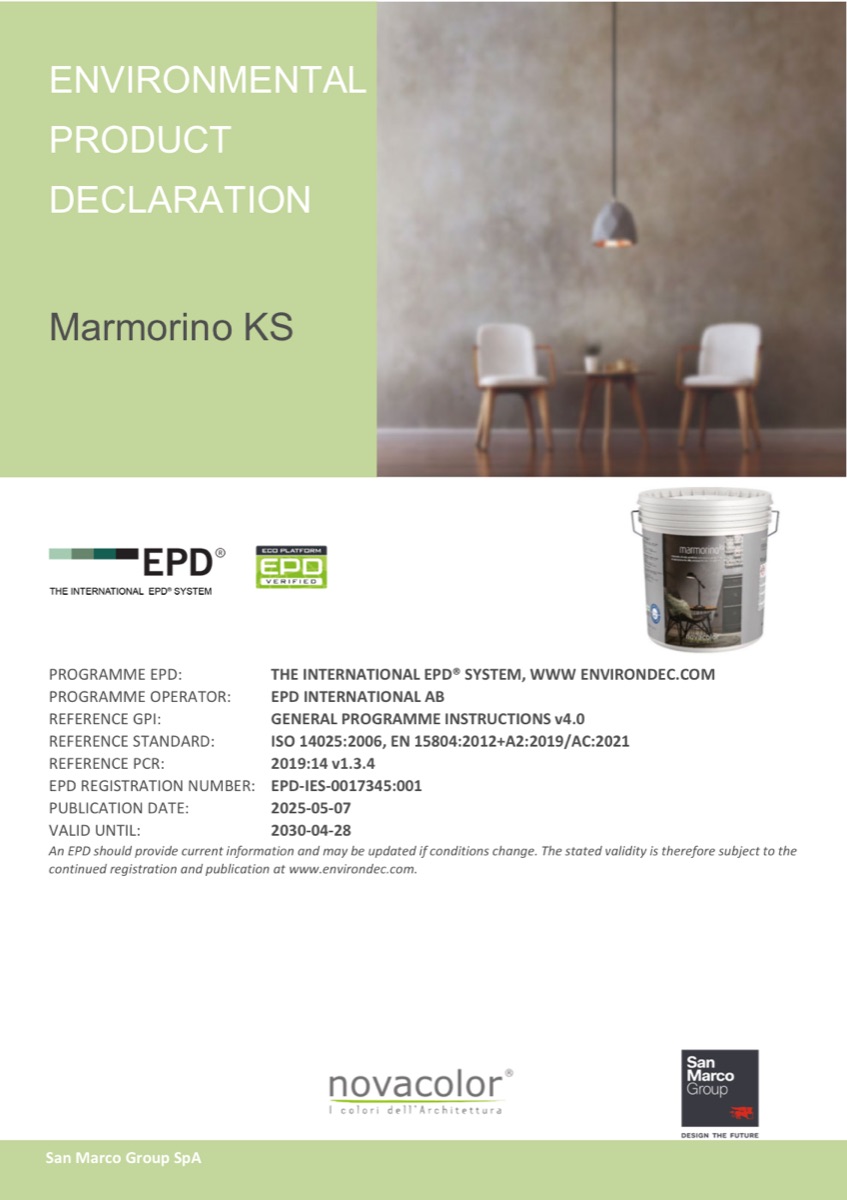 ENVIRONMENTAL
PRODUCT
DECLARATION
Marmorino KS
EPD®
THE INTERNATIONAL EPD® SYSTEM
ECO PLATFORM
EPD
VERIFIED
marmorino
PROGRAMME EPD: THE INTERNATIONAL EPD® SYSTEM, WWW ENVIRONDEC.COM
PROGRAMME OPERATOR: EPD INTERNATIONAL AB
REFERENCE GPI: GENERAL PROGRAMME INSTRUCTIONS v4.0
REFERENCE STANDARD: ISO 14025:2006, EN 15804:2012+A2:2019/AC:2021
REFERENCE PCR: 2019:14 v1.3.4
EPD REGISTRATION NUMBER: EPD-IES-0017345:001
PUBLICATION DATE: 2025-05-07
VALID UNTIL: 2030-04-28
An EPD should provide current information and may be updated if conditions change. The stated validity is therefore subject to the
continued registration and publication at www.environdec.com.
novacolor®
I colori dell'Architettura
San
Marco
Group
DESIGN THE FUTURE
San Marco Group SpA